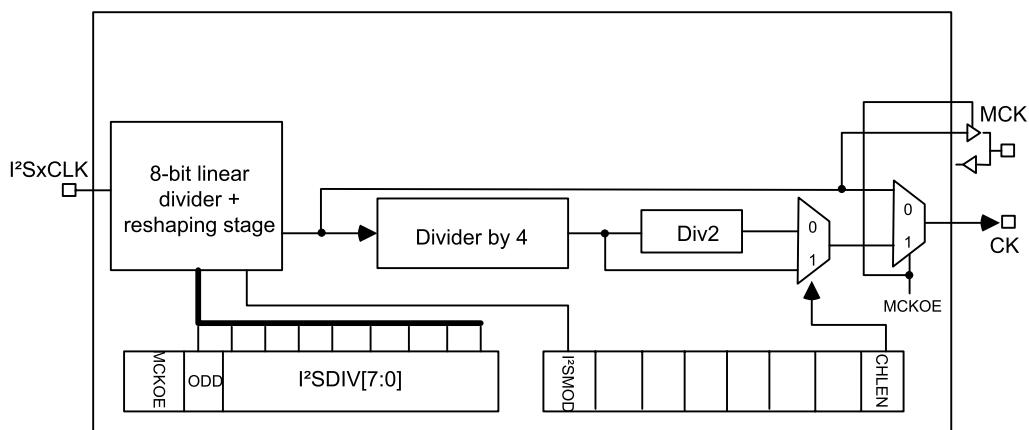 I²SxCLK
8-bit linear
divider +
reshaping stage
Divider by 4
Div2
0
1
0
1
MCK
CK
MCKOE
MCKOE
ODD
I²SDIV[7:0]
I²SMOD
CHLEN